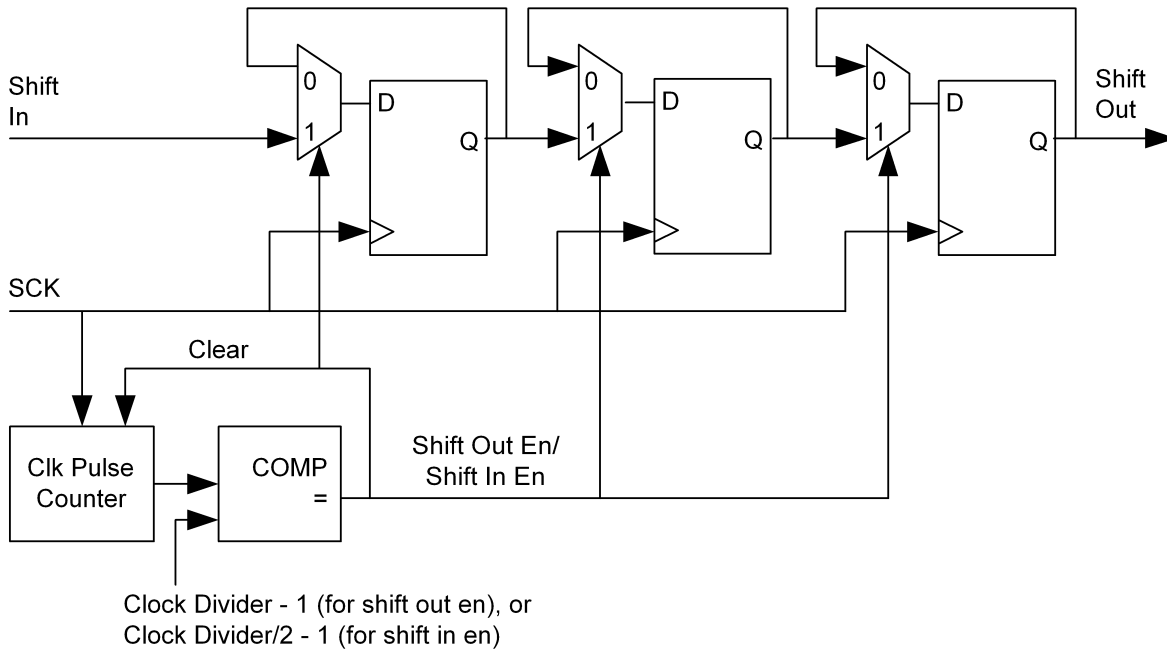 Shift
In
0
1
D
Q
0
1
D
Q
0
1
D
Q
Shift
Out
SCK
Clear
Clk Pulse
Counter
COMP
=
Shift Out En/
Shift In En
Clock Divider - 1 (for shift out en), or
Clock Divider/2 - 1 (for shift in en)